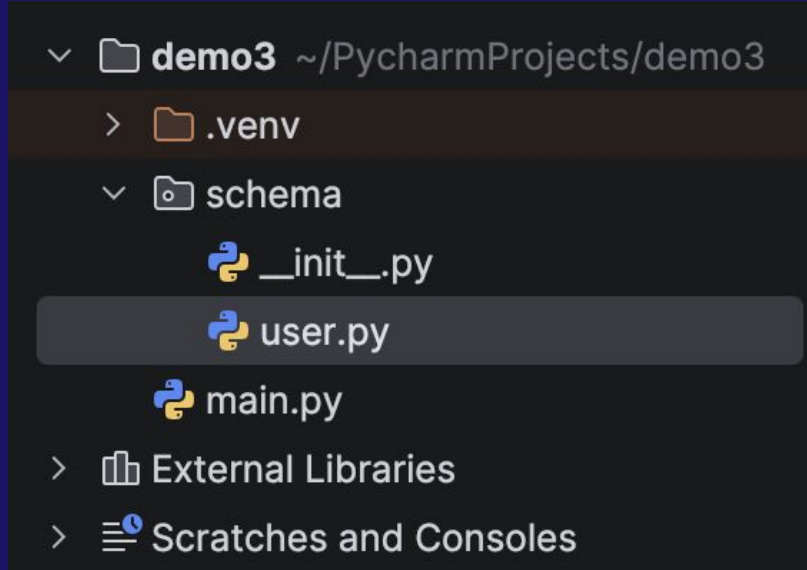 demo3 ~/PycharmProjects/demo3
.venv
schema
__init__.py
user.py
main.py
External Libraries
Scratches and Consoles